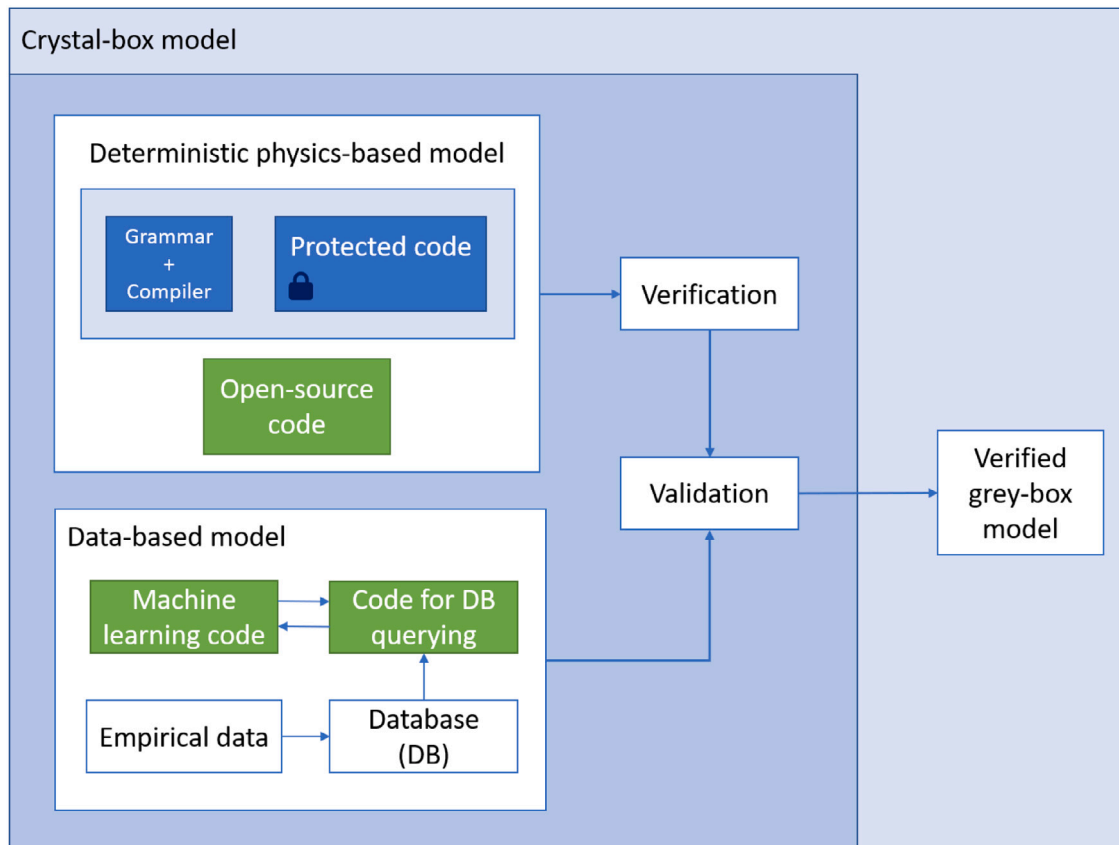 Crystal-box model
Deterministic physics-based model
Grammar
+
Compiler
Protected code
Open-source
code
Verification
Validation
Verified
grey-box
model
Data-based model
Machine
learning code
Code for DB
querying
Empirical data
Database
(DB)